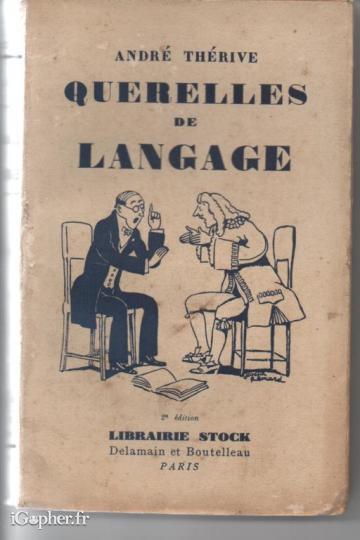 ANDRÉ THÉRIVE
QUERELLES
DE
LANGAGE
2e édition
LIBRAIRIE STOCK
Delamain et Boutelleau
PARIS
iGopher.fr